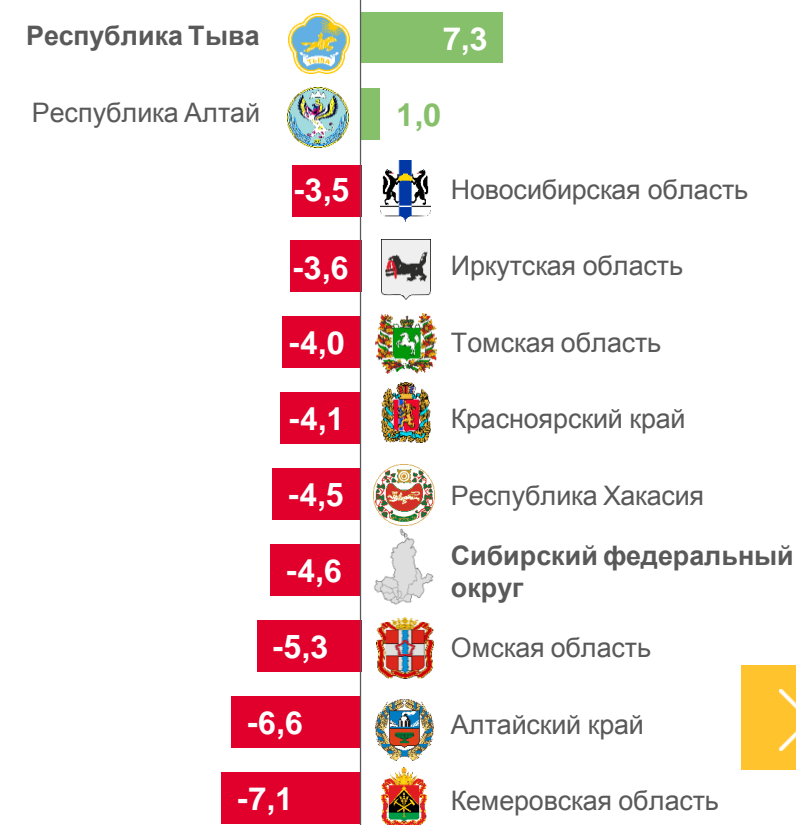 Республика Тыва 7,3
ТЫВА
Республика Алтай 1,0
-3,5 Новосибирская область
-3,6 Иркутская область
-4,0 Томская область
-4,1 Красноярский край
-4,5 Республика Хакасия
-4,6 Сибирский федеральный
округ
-5,3 Омская область
-6,6 Алтайский край
-7,1 Кемеровская область